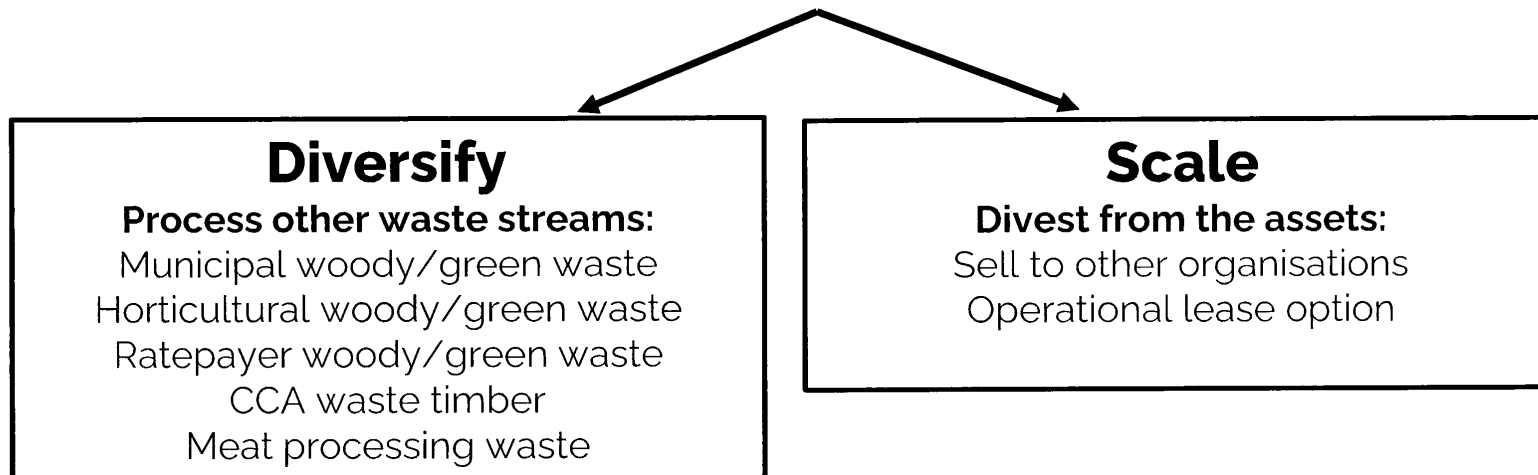 Diversify
Process other waste streams:
Municipal woody/green waste
Horticultural woody/green waste
Ratepayer woody/green waste
CCA waste timber
Meat processing waste
Scale
Divest from the assets:
Sell to other organisations
Operational lease option